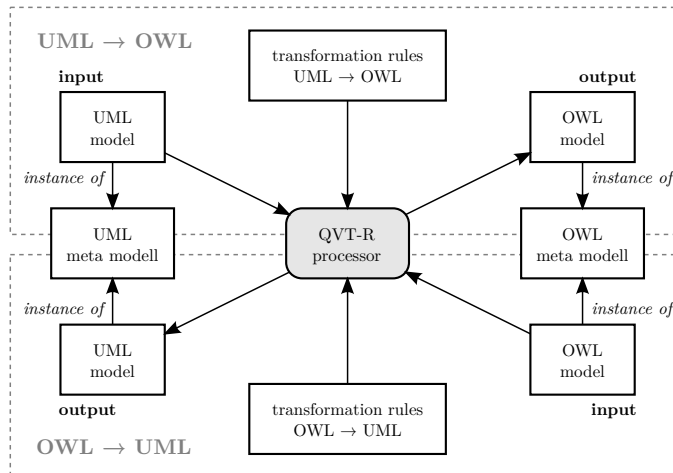 UML → OWL
transformation rules
UML → OWL
input
output
UML
model
OWL
model
instance of
instance of
UML
meta modell
QVT-R
processor
OWL
meta modell
instance of
instance of
UML
model
OWL
model
output
input
transformation rules
OWL → UML
OWL → UML